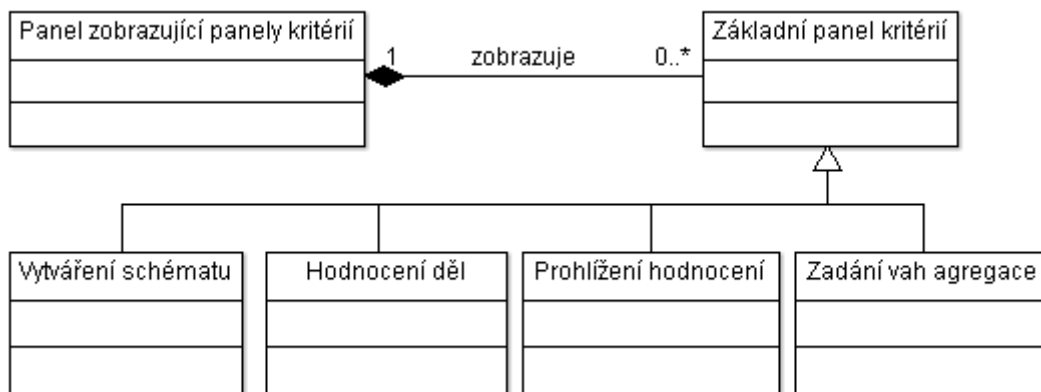 Panel zobrazující panely kritérií
Základní panel kritérií
1 zobrazuje 0..*
Vytváření schématu
Hodnocení děl
Prohlížení hodnocení
Zadání vah agregace